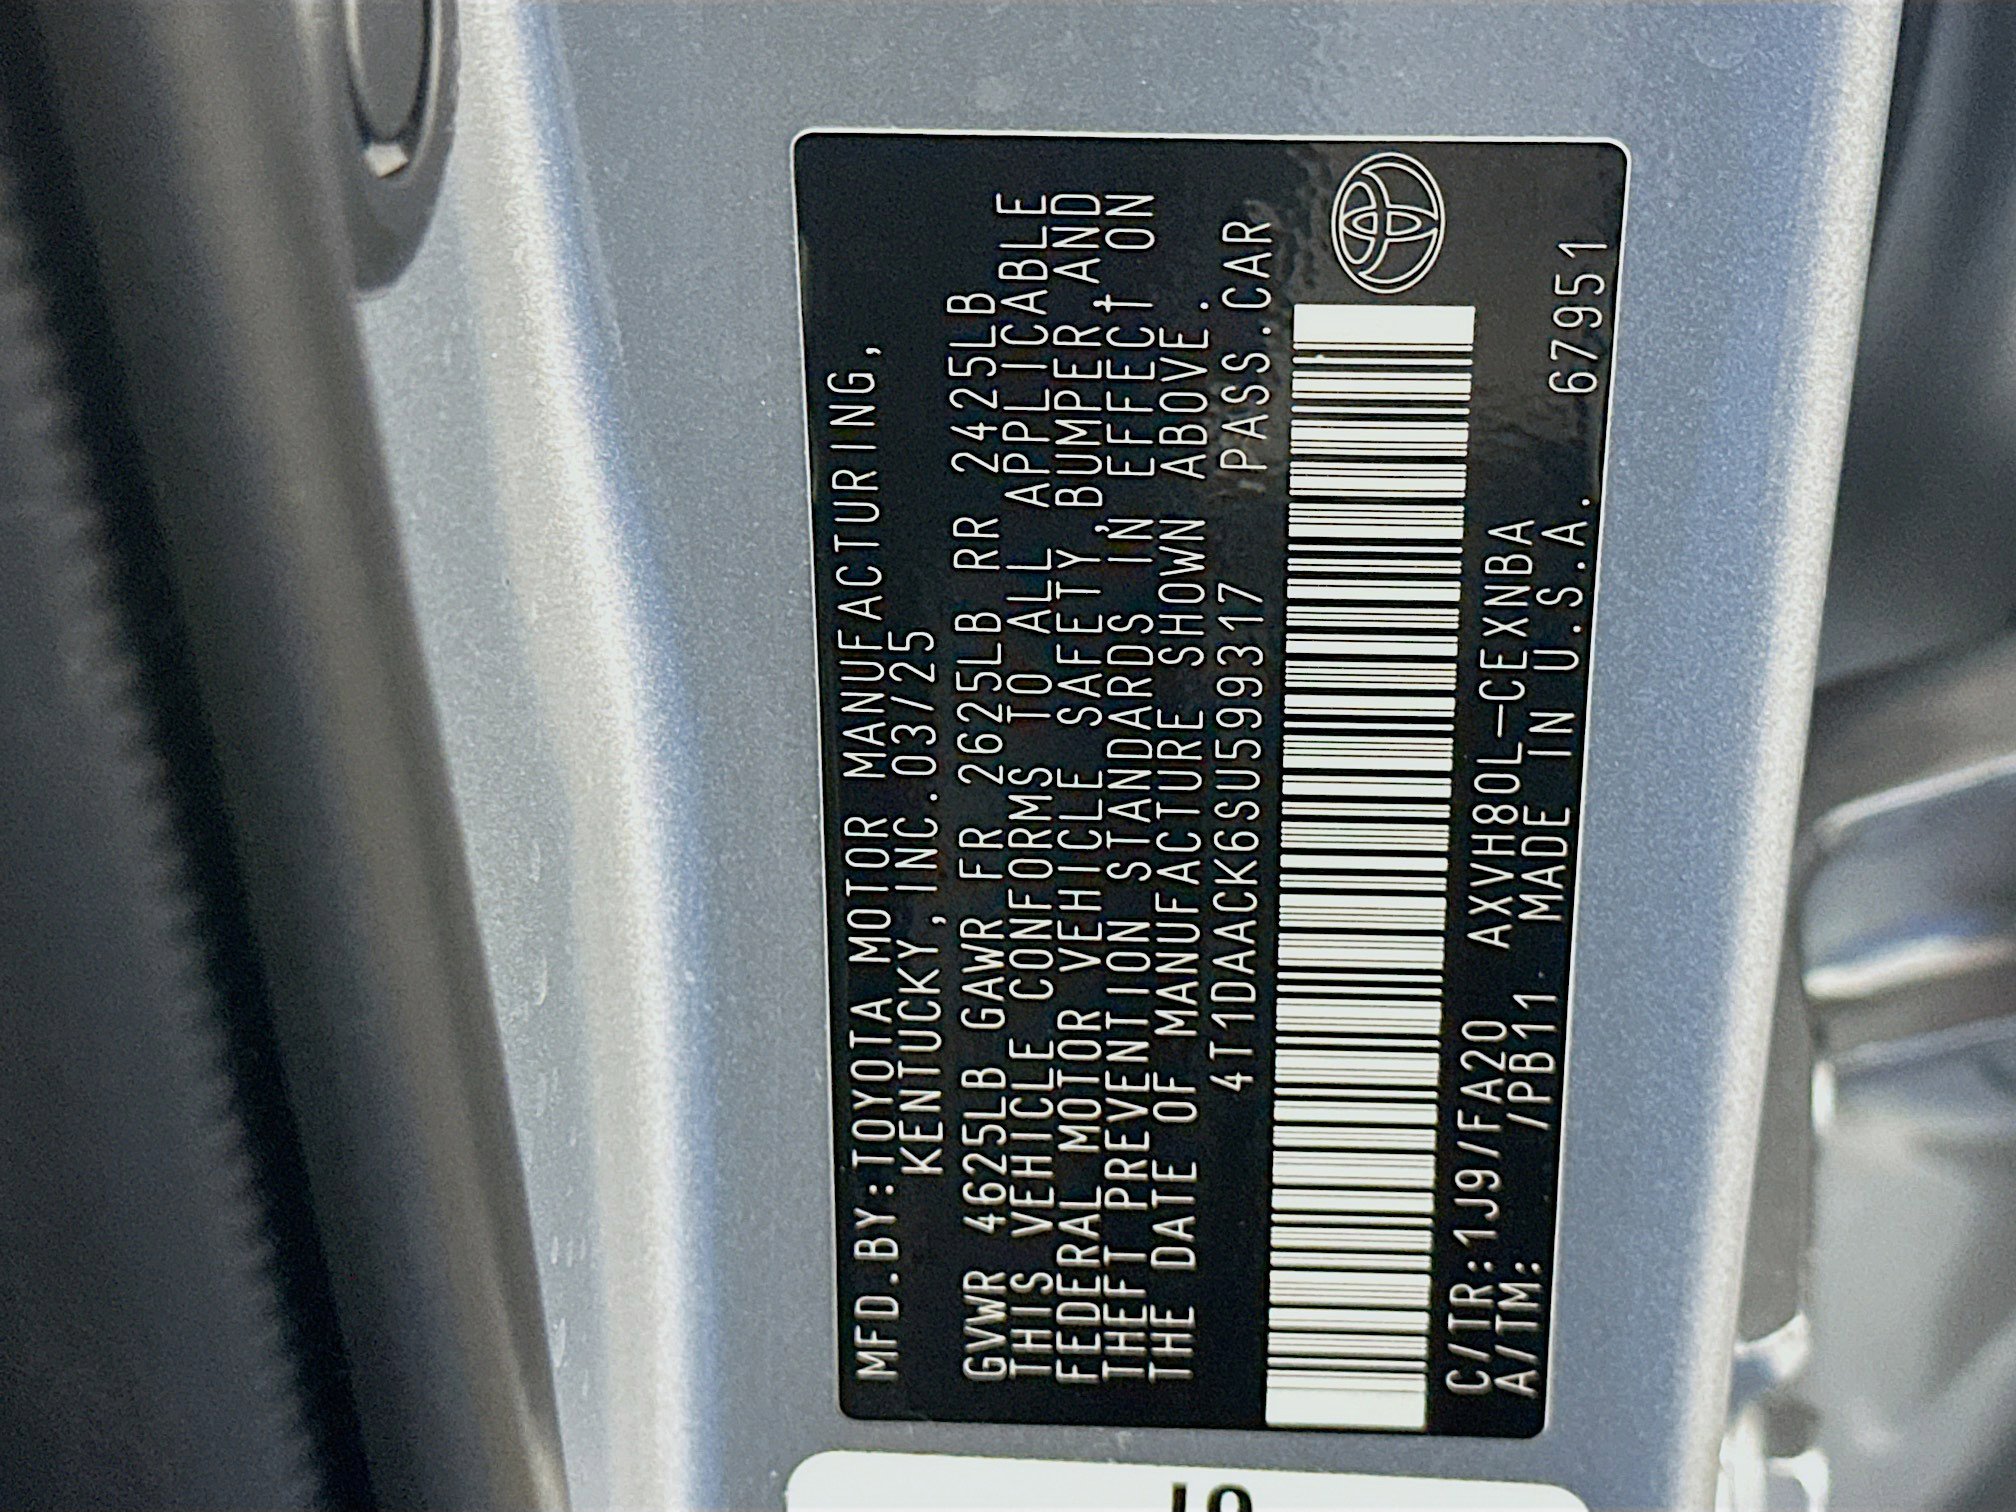 MFD.BY:TOYOTA MOTOR MANUFACTURING,
KENTUCKY, INC. 03/25
GVWR 4625LB GAWR FR 2625LB RR 2425LB
THIS VEHICLE CONFORMS TO ALL APPLICABLE
FEDERAL MOTOR VEHICLE SAFETY, BUMPER, AND
THEFT PREVENTION STANDARDS IN EFFECT ON
THE DATE OF MANUFACTURE SHOWN ABOVE.
4T1DAACK6SU599317 PASS.CAR
C/TR:1J9/FA20 AXVH80L-CEXNBA
A/TM: /PB11 MADE IN U.S.A. 67951